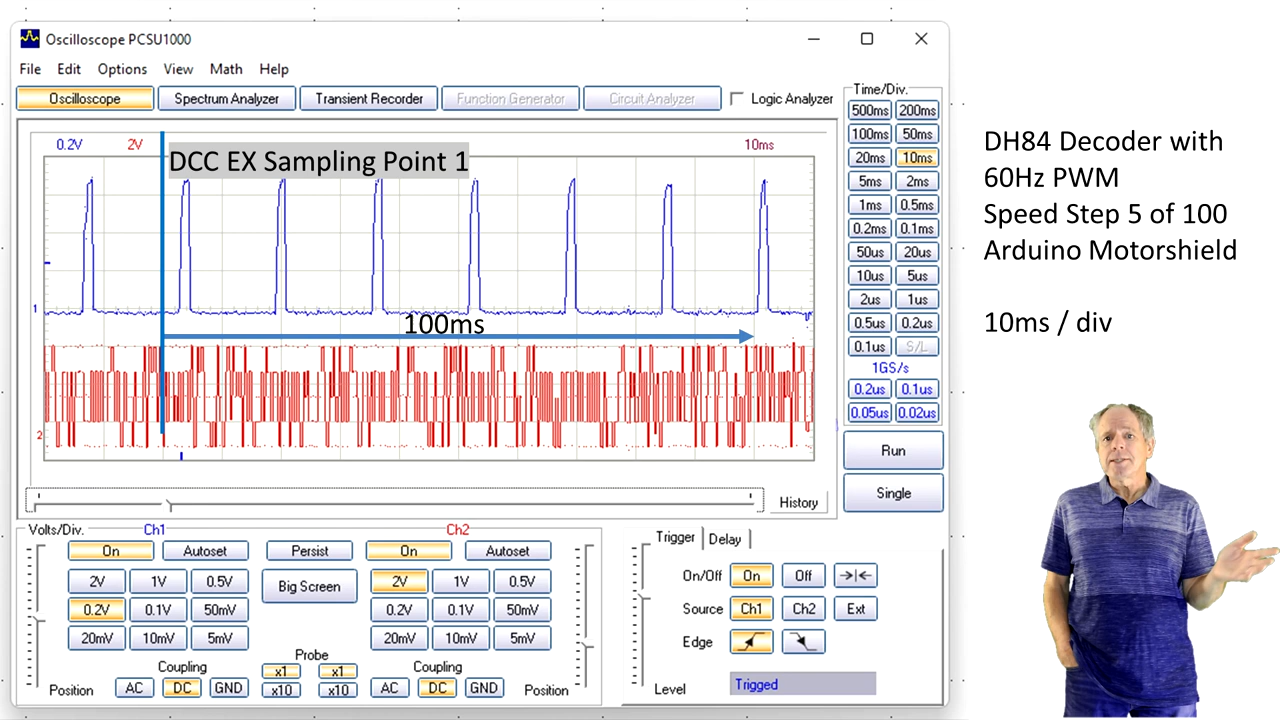 Oscilloscope PCSU1000
File Edit Options View Math Help
Oscilloscope Spectrum Analyzer Transient Recorder Function Generator Circuit Analyzer Logic Analyzer
0.2V 2V 10ms
DCC EX Sampling Point 1
1
100ms
2
History
Time/Div.
500ms 200ms
100ms 50ms
20ms 10ms
5ms 2ms
1ms 0.5ms
0.2ms 0.1ms
50us 20us
10us 5us
2us 1us
0.5us 0.2us
0.1us S/L
1GS/s
0.2us 0.1us
0.05us 0.02us
Run
Single
DH84 Decoder with
60Hz PWM
Speed Step 5 of 100
Arduino Motorshield
10ms / div
Volts/Div. Ch1 Ch2
On Autoset Persist On Autoset
2V 1V 0.5V Big Screen 2V 1V 0.5V
0.2V 0.1V 50mV 0.2V 0.1V 50mV
20mV 10mV 5mV 20mV 10mV 5mV
Coupling Probe Coupling
x1 x1
Position AC DC GND x10 x10 AC DC GND Position
Trigger Delay
On/Off On Off
Source Ch1 Ch2 Ext
Edge
Level Trigged